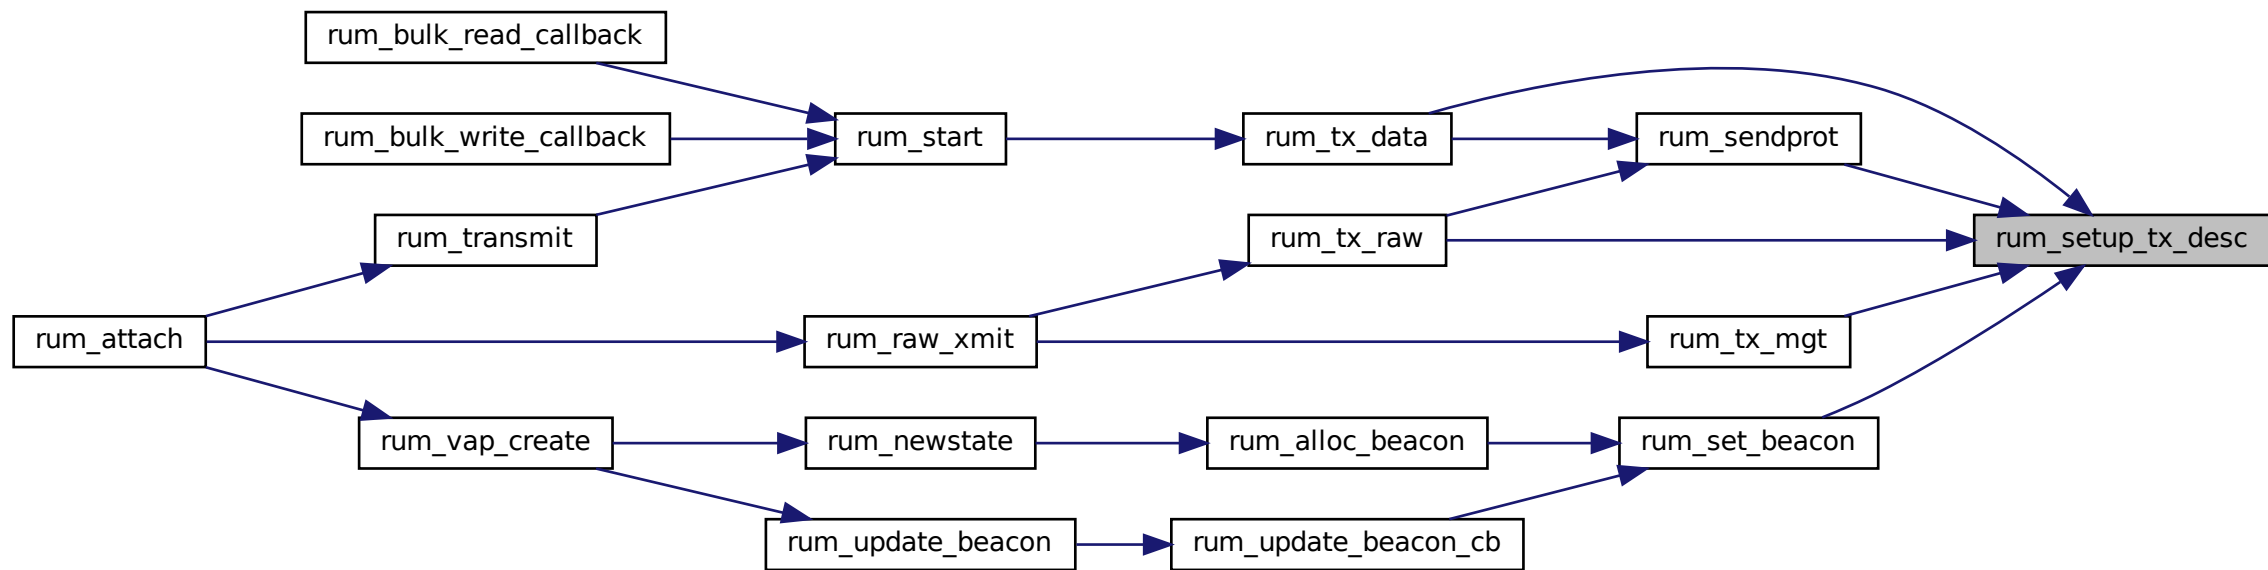 rum_bulk_read_callback
rum_bulk_write_callback
rum_start
rum_tx_data
rum_sendprot
rum_transmit
rum_tx_raw
rum_setup_tx_desc
rum_attach
rum_raw_xmit
rum_tx_mgt
rum_vap_create
rum_newstate
rum_alloc_beacon
rum_set_beacon
rum_update_beacon
rum_update_beacon_cb